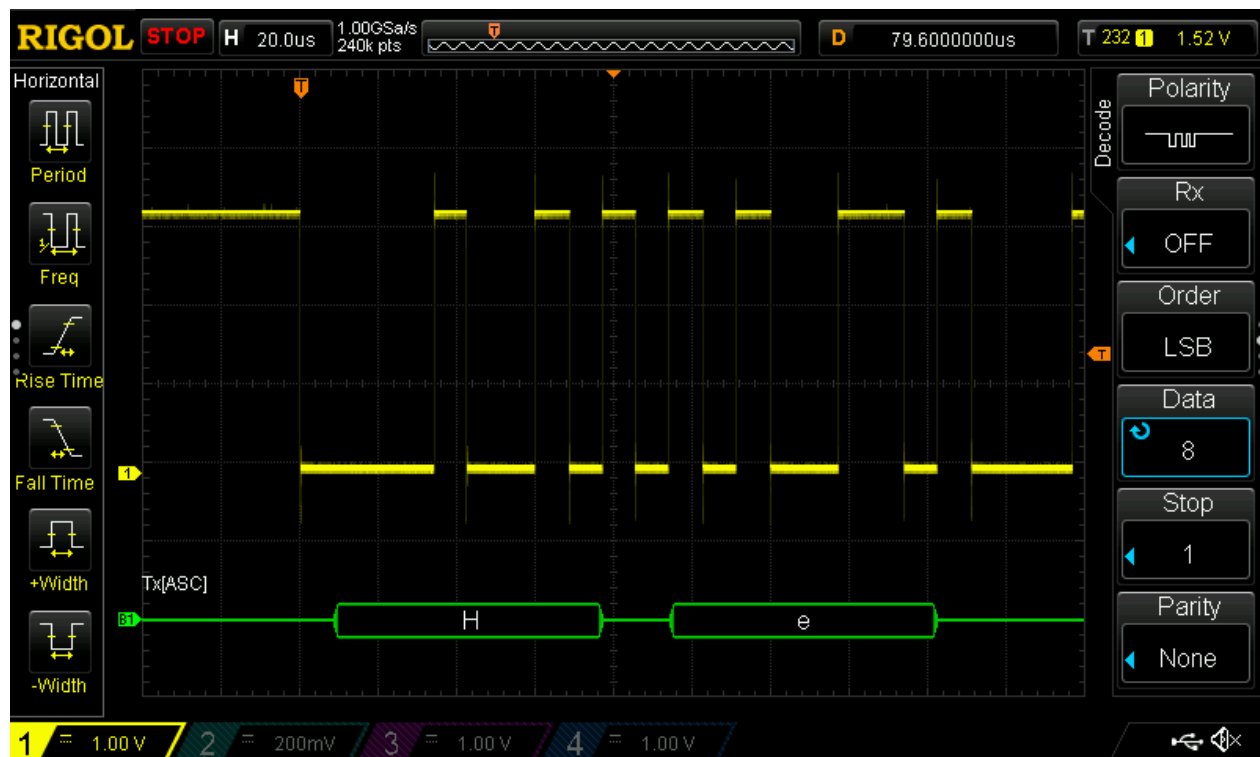 RIGOL STOP H 20.0us 1.00GSa/s 240k pts T D 79.6000000us T 232 1 1.52 V
Horizontal
Period
Freq
Rise Time
Fall Time
+Width
-Width
T
T
1
Tx[ASC]
B1
H e
Decode
Polarity
Rx
OFF
Order
LSB
Data
8
Stop
1
Parity
None
1 1.00 V 2 200mV 3 1.00 V 4 1.00 V